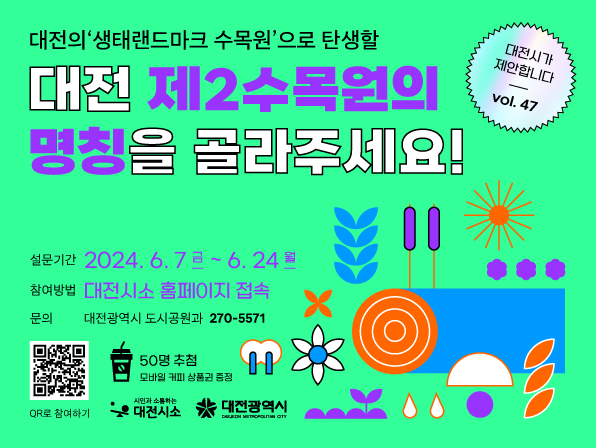 대전의 '생태랜드마크 수목원'으로 탄생할
대전 제2수목원의
명칭을 골라주세요!
대전시가
제안합니다
vol. 47
설문기간 2024. 6. 7 금 ~ 6. 24 월
참여방법 대전시소 홈페이지 접속
문의 대전광역시 도시공원과 270-5571
QR로 참여하기
50명 추첨
모바일 커피 상품권 증정
시민과 소통하는
대전시소
대전광역시
DAEJEON METROPOLITAN CITY